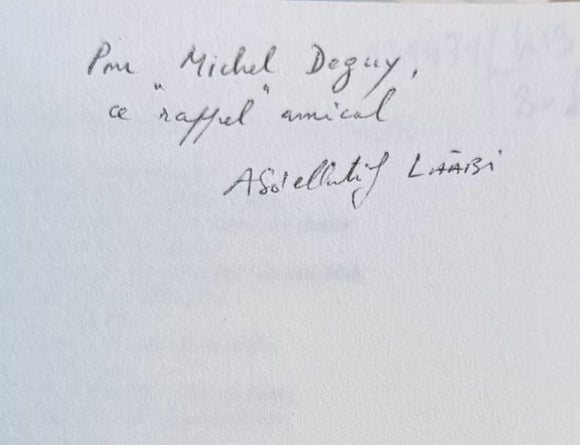 Pour Michel Deguy,
ce "rappel" amical
Abdellatif LAÂBI